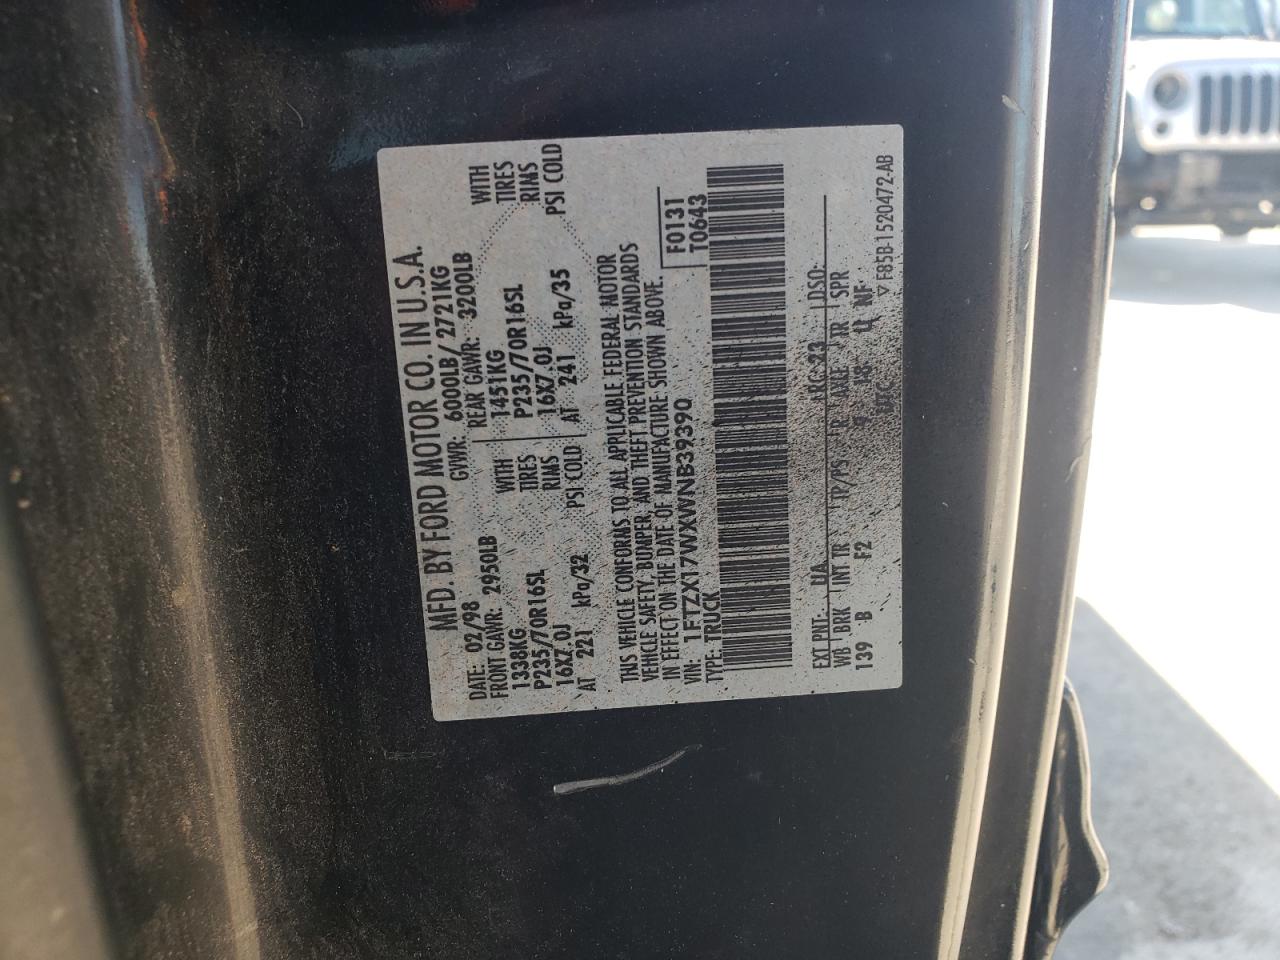 MFD. BY FORD MOTOR CO. IN U.S.A.
DATE: 02/98 GVWR: 6000LB/ 2721KG
FRONT GAWR: 2950LB REAR GAWR: 3200LB
1338KG WITH 1451KG WITH
P235/70R16SL TIRES P235/70R16SL TIRES
16X7.0J RIMS 16X7.0J RIMS
AT 221 kPa/32 PSI COLD AT 241 kPa/35 PSI COLD
THIS VEHICLE CONFORMS TO ALL APPLICABLE FEDERAL MOTOR
VEHICLE SAFETY, BUMPER, AND THEFT PREVENTION STANDARDS
IN EFFECT ON THE DATE OF MANUFACTURE SHOWN ABOVE.
VIN: 1FTZX17WXWNB39390 F0131
TYPE: TRUCK T0643
EXT PNT: UA DSO:
WB BRK INT TR TP/PS R AXLE TR SPR
139 B F2 4 NF
▽ F85B-1520472-AB